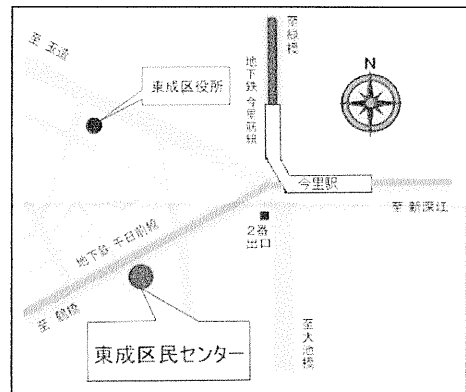 至 玉造
東成区役所
至緑橋
地下鉄 今里筋線
N
今里駅
至 新深江
2番
出口
地下鉄 千日前線
至 鶴橋
東成区民センター
至大池橋